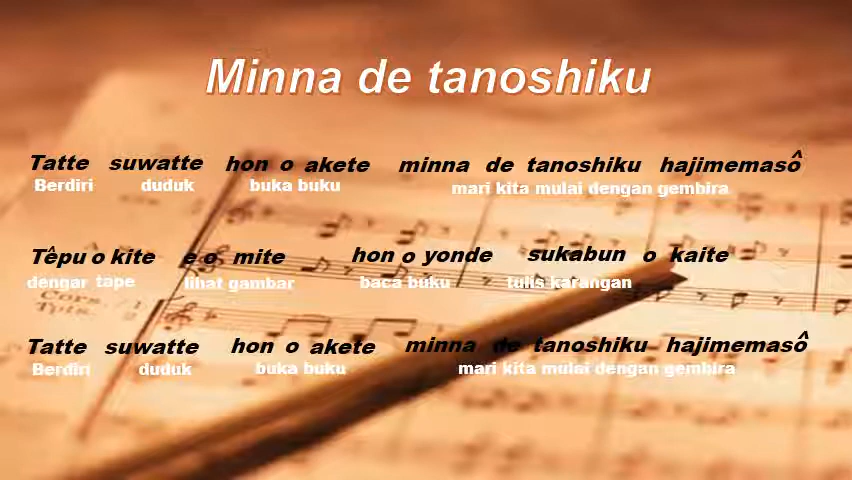 Minna de tanoshiku
Tatte suwatte hon o akete minna de tanoshiku hajimemasô
Berdiri duduk buka buku mari kita mulai dengan gembira
Têpu o kite e o mite hon o yonde sukabun o kaite
dengar tape lihat gambar baca buku tulis karangan
Tatte suwatte hon o akete minna de tanoshiku hajimemasô
Berdiri duduk buka buku mari kita mulai dengan gembira